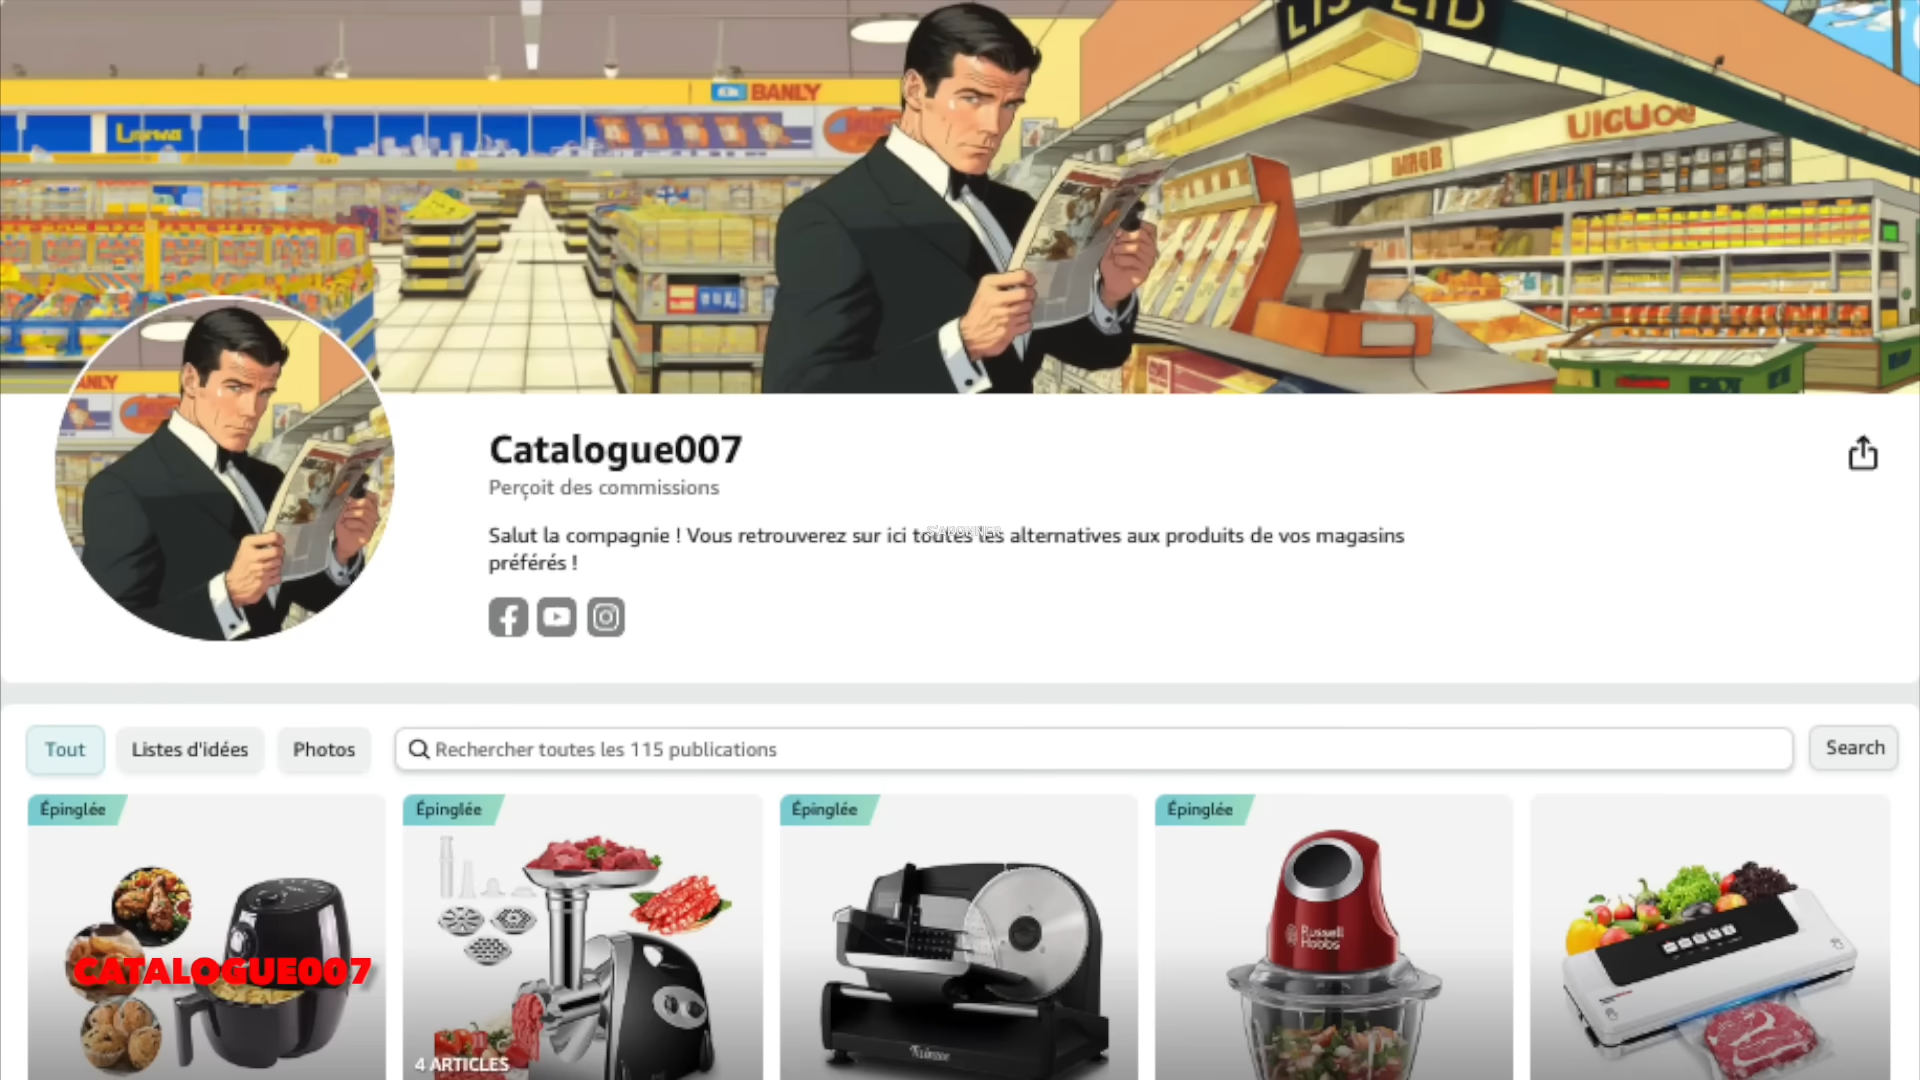 BANLY
Catalogue007
Perçoit des commissions
Salut la compagnie ! Vous retrouverez sur ici toutes les alternatives aux produits de vos magasins
préférés !
S'ABONNER
Tout
Listes d'idées
Photos
Rechercher toutes les 115 publications
Search
Épinglée
Épinglée
Épinglée
Épinglée
Russell
Hobbs
CATALOGUE007
4 ARTICLES